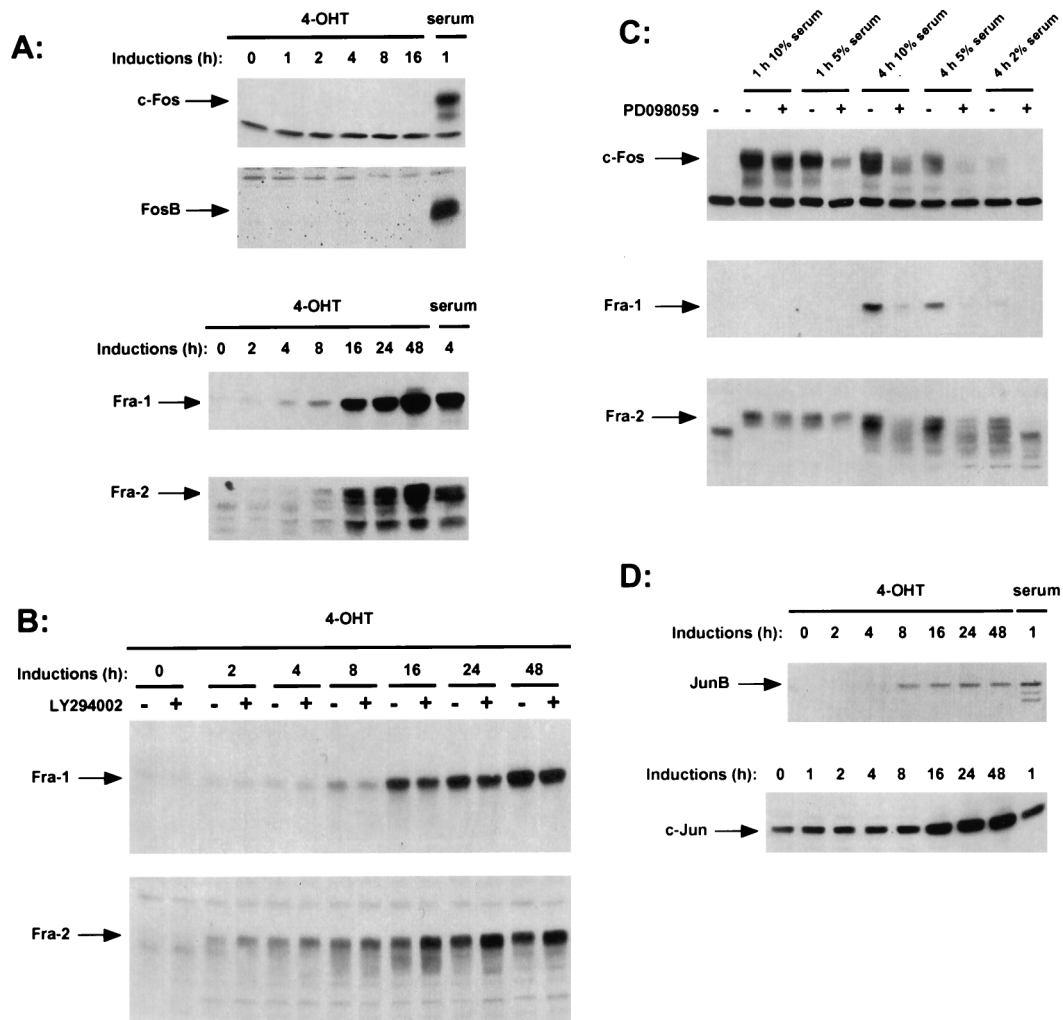 A:
4-OHT serum
Inductions (h): 0 1 2 4 8 16 1
c-Fos
FosB
4-OHT serum
Inductions (h): 0 2 4 8 16 24 48 4
Fra-1
Fra-2
B:
4-OHT
Inductions (h): 0 2 4 8 16 24 48
LY294002 - + - + - + - + - + - + - +
Fra-1
Fra-2
C:
1 h 10% serum 1 h 5% serum 4 h 10% serum 4 h 5% serum 4 h 2% serum
PD098059 - - + - + - + - + - +
c-Fos
Fra-1
Fra-2
D:
4-OHT serum
Inductions (h): 0 2 4 8 16 24 48 1
JunB
Inductions (h): 0 1 2 4 8 16 24 48 1
c-Jun